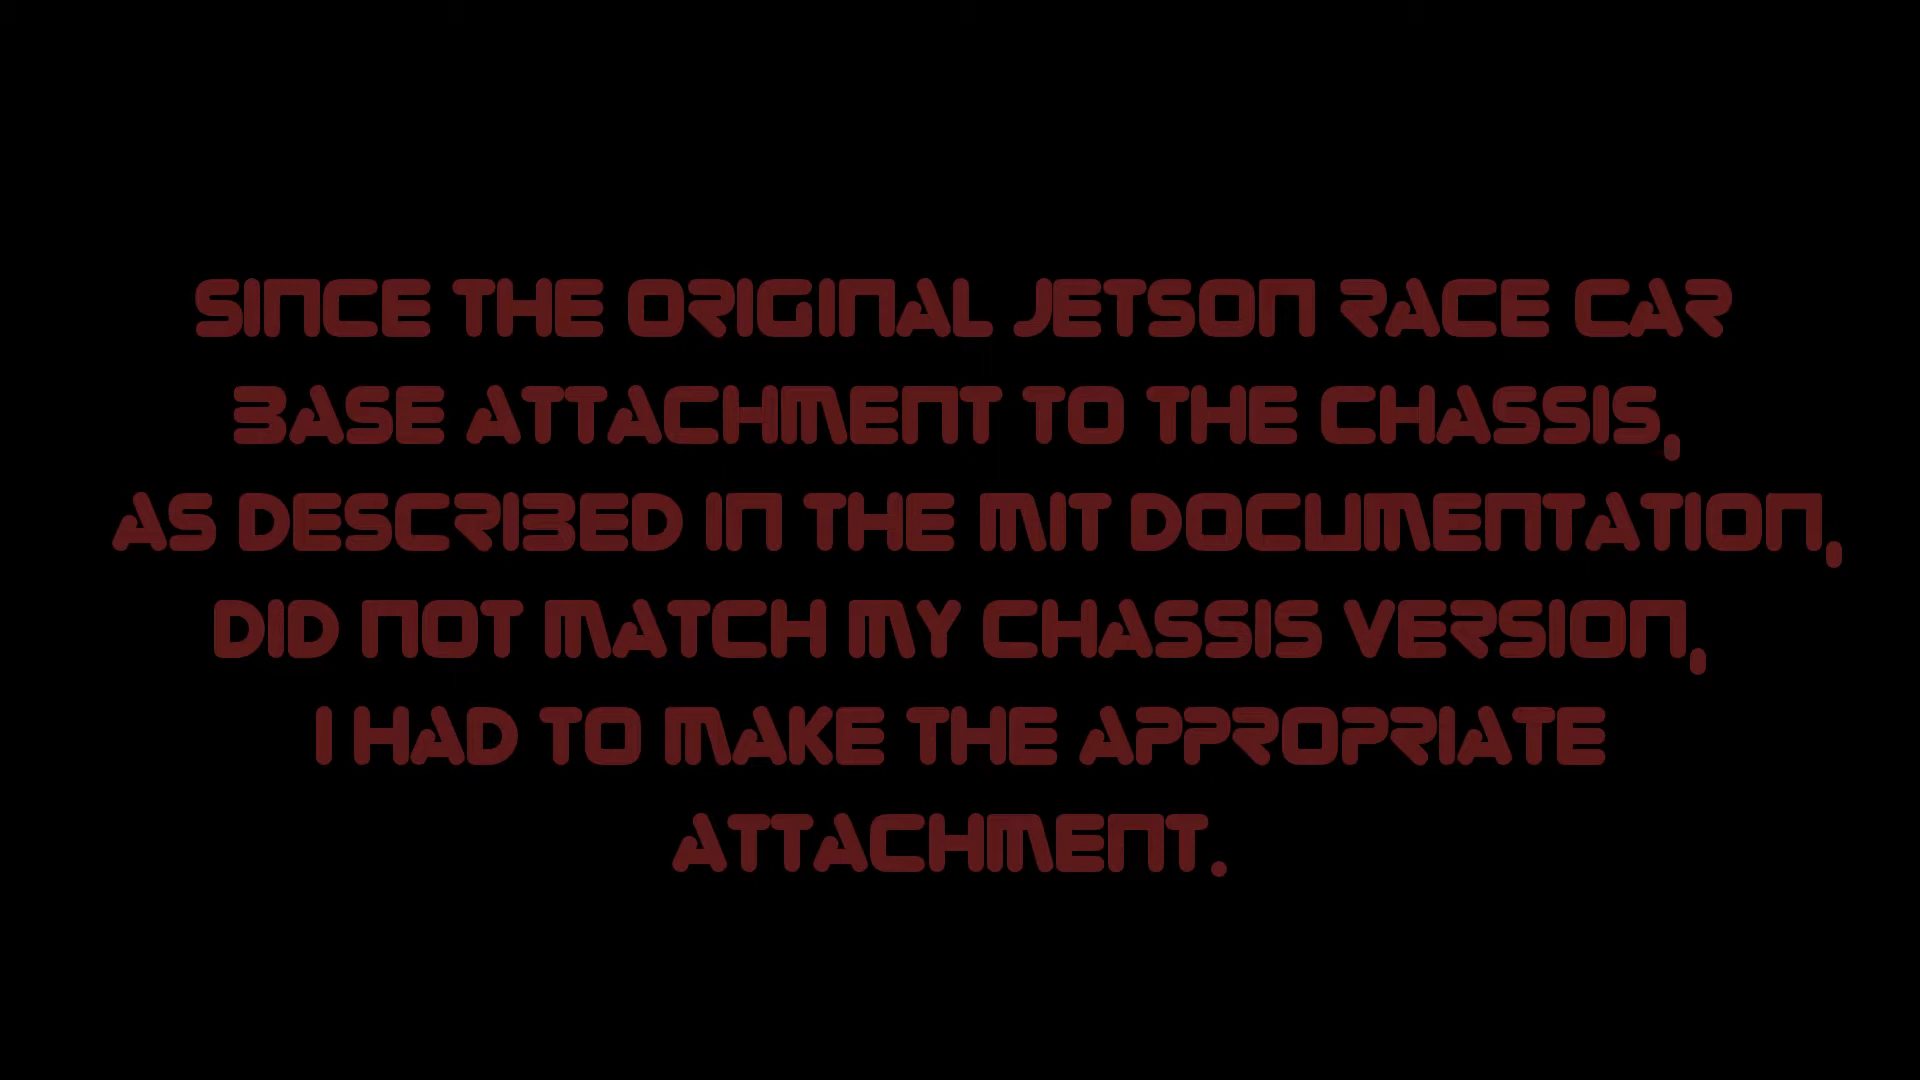 SINCE THE ORIGINAL JETSON RACE CAR
BASE ATTACHMENT TO THE CHASSIS,
AS DESCRIBED IN THE MIT DOCUMENTATION,
DID NOT MATCH MY CHASSIS VERSION,
I HAD TO MAKE THE APPROPRIATE
ATTACHMENT.